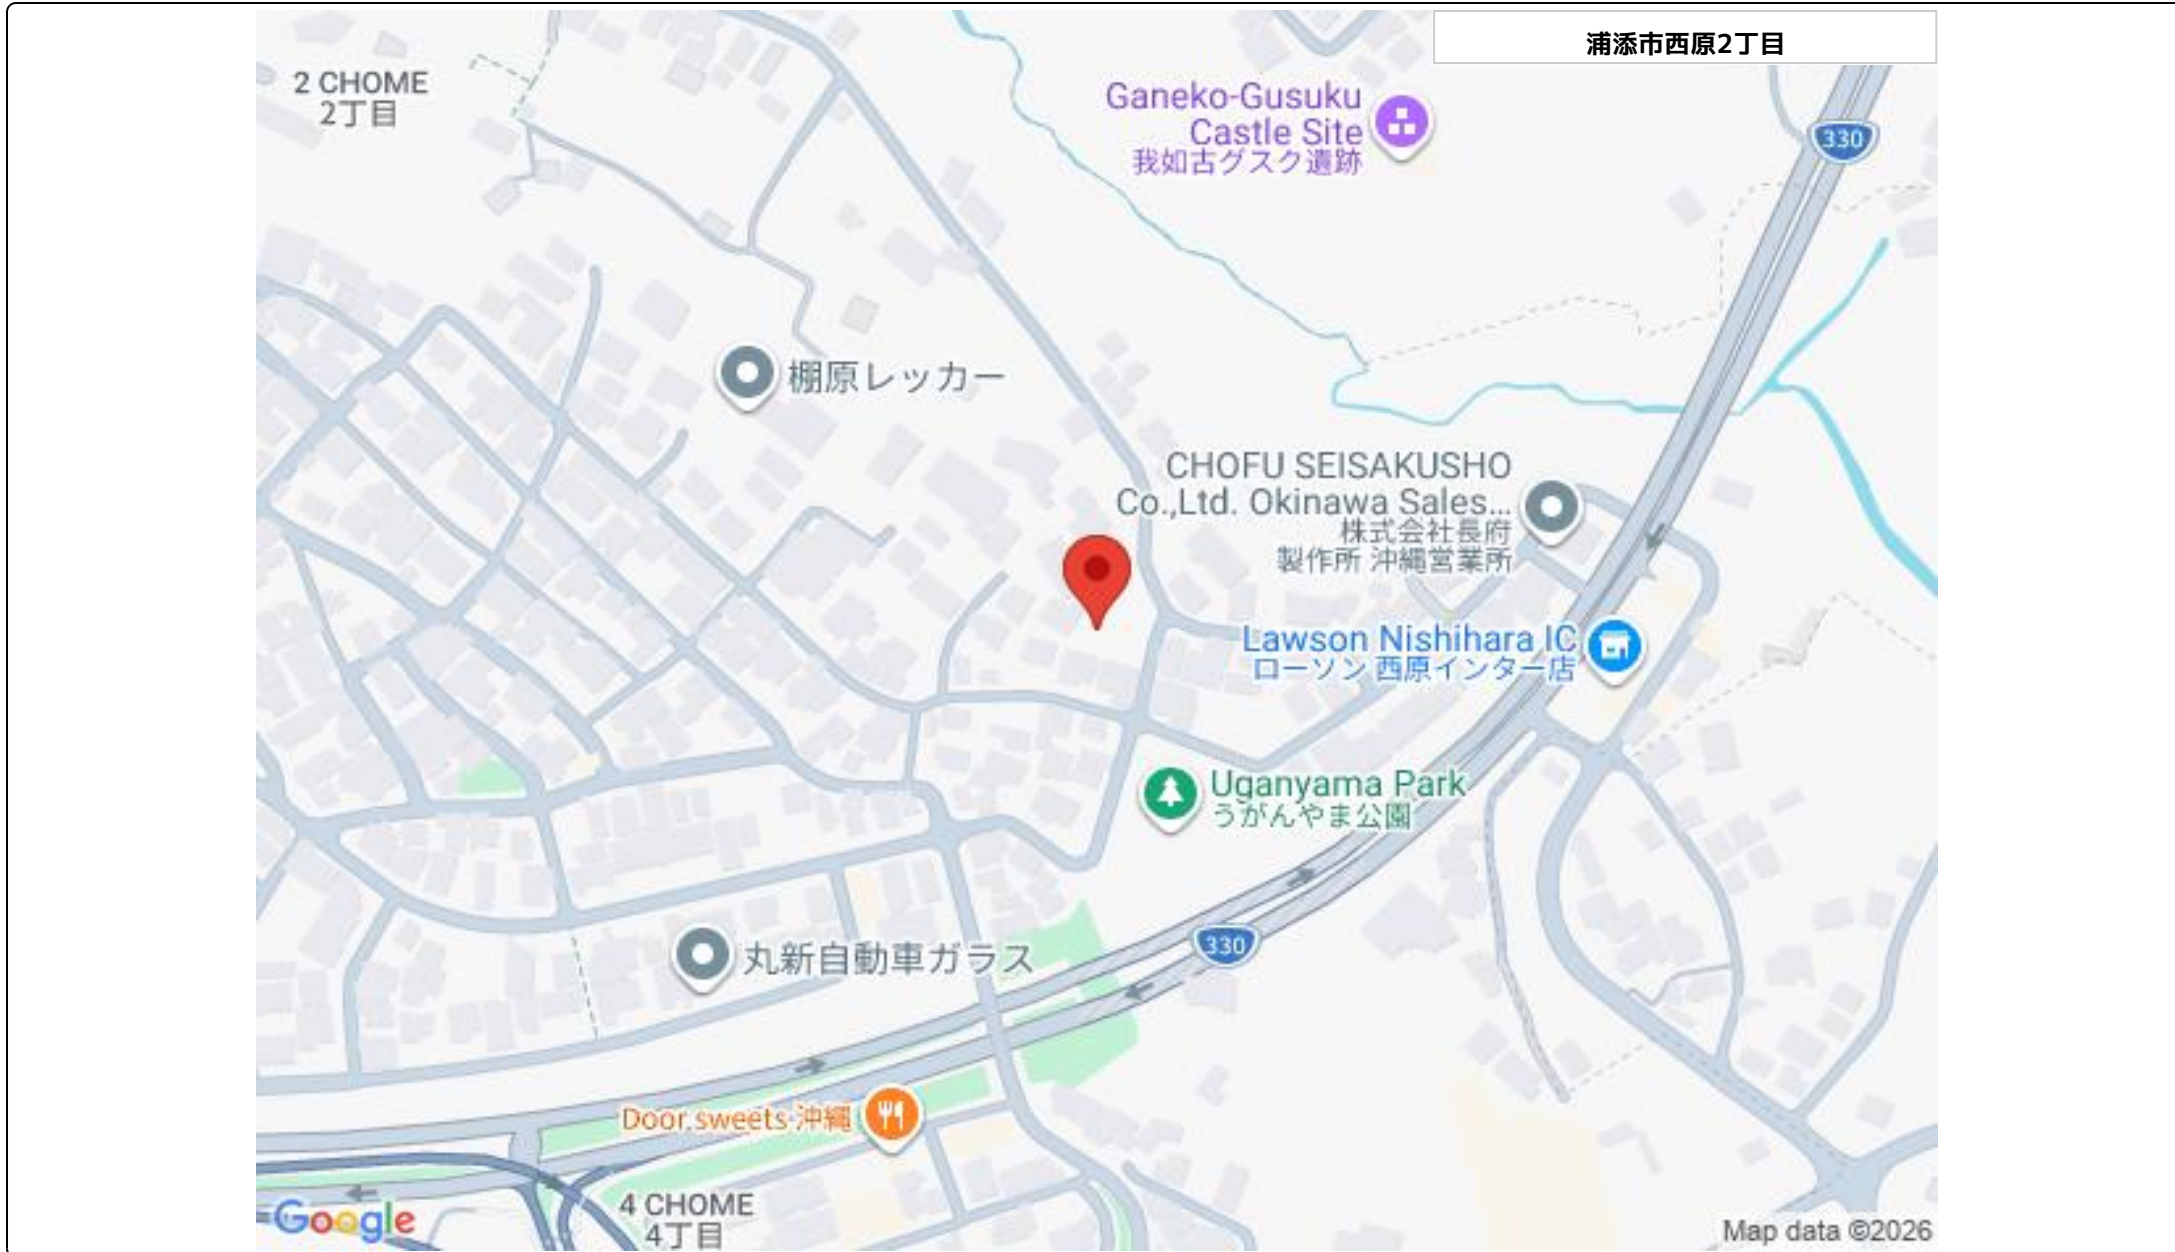 浦添市西原2丁目
2 CHOME
2丁目
Ganeko-Gusuku
Castle Site
我如古グスク遺跡
330
棚原レッカー
CHOFU SEISAKUSHO
Co.,Ltd. Okinawa Sales...
株式会社長府
製作所 沖縄営業所
Lawson Nishihara IC
ローソン 西原インター店
Uganyama Park
うがんやま公園
330
丸新自動車ガラス
Door sweets 沖縄
4 CHOME
4丁目
Google
Map data ©2026